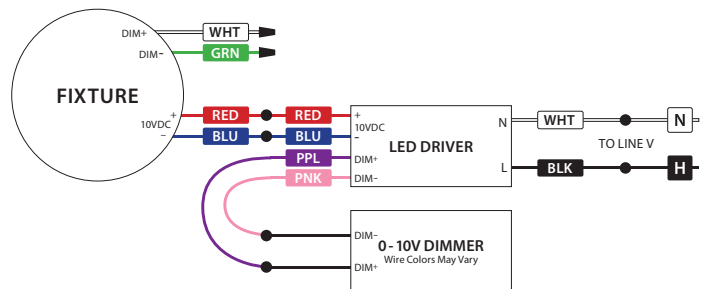 DIM+ WHT
DIM- GRN
FIXTURE
+ RED RED +
10VDC 10VDC
- BLU BLU -
PPL DIM+
PNK DIM-
LED DRIVER
N WHT N
TO LINE V
L BLK H
DIM-
0 - 10V DIMMER
Wire Colors May Vary
DIM+